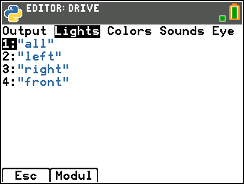 EDITOR: DRIVE
Output Lights Colors Sounds Eye
1:"all"
2:"left"
3:"right"
4:"front"
Esc Modul